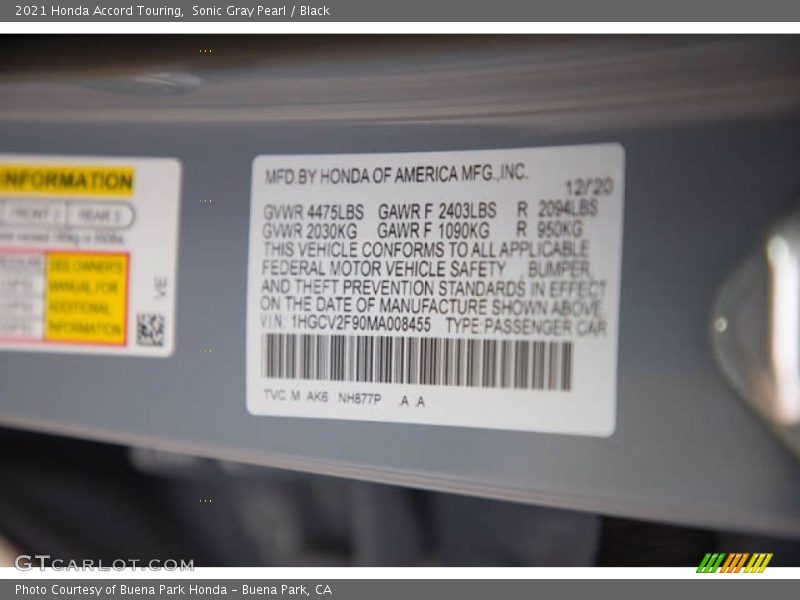 2021 Honda Accord Touring, Sonic Gray Pearl / Black
INFORMATION
FRONT 2 REAR 3
SEE OWNER'S
MANUAL FOR
ADDITIONAL
INFORMATION
VE
MFD.BY HONDA OF AMERICA MFG.,INC.
12/20
GVWR 4475LBS GAWR F 2403LBS R 2094LBS
GVWR 2030KG GAWR F 1090KG R 950KG
THIS VEHICLE CONFORMS TO ALL APPLICABLE
FEDERAL MOTOR VEHICLE SAFETY , BUMPER,
AND THEFT PREVENTION STANDARDS IN EFFECT
ON THE DATE OF MANUFACTURE SHOWN ABOVE.
V.I.N. 1HGCV2F90MA008455 TYPE:PASSENGER CAR
TVC M AK6 NH877P .A .A
GTcarlot.com
Photo Courtesy of Buena Park Honda – Buena Park, CA